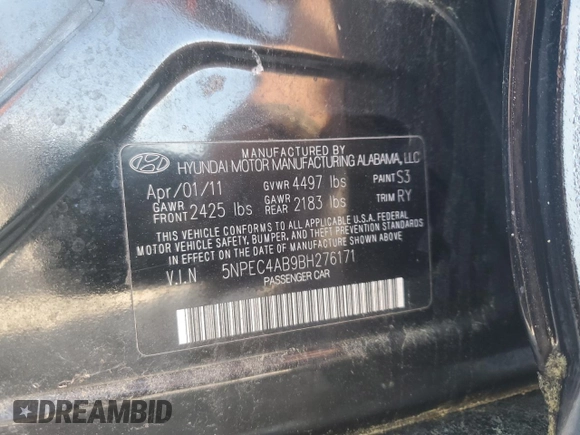 MANUFACTURED BY
HYUNDAI MOTOR MANUFACTURING ALABAMA, LLC
Apr/01/11 GVWR 4497 lbs PAINT S3
GAWR FRONT 2425 lbs GAWR REAR 2183 lbs TRIM RY
THIS VEHICLE CONFORMS TO ALL APPLICABLE U.S.A. FEDERAL
MOTOR VEHICLE SAFETY, BUMPER, AND THEFT PREVENTION STANDARDS
IN EFFECT ON THE DATE OF MANUFACTURE SHOWN ABOVE.
V.I.N 5NPEC4AB9BH276171
PASSENGER CAR
DREAMBID